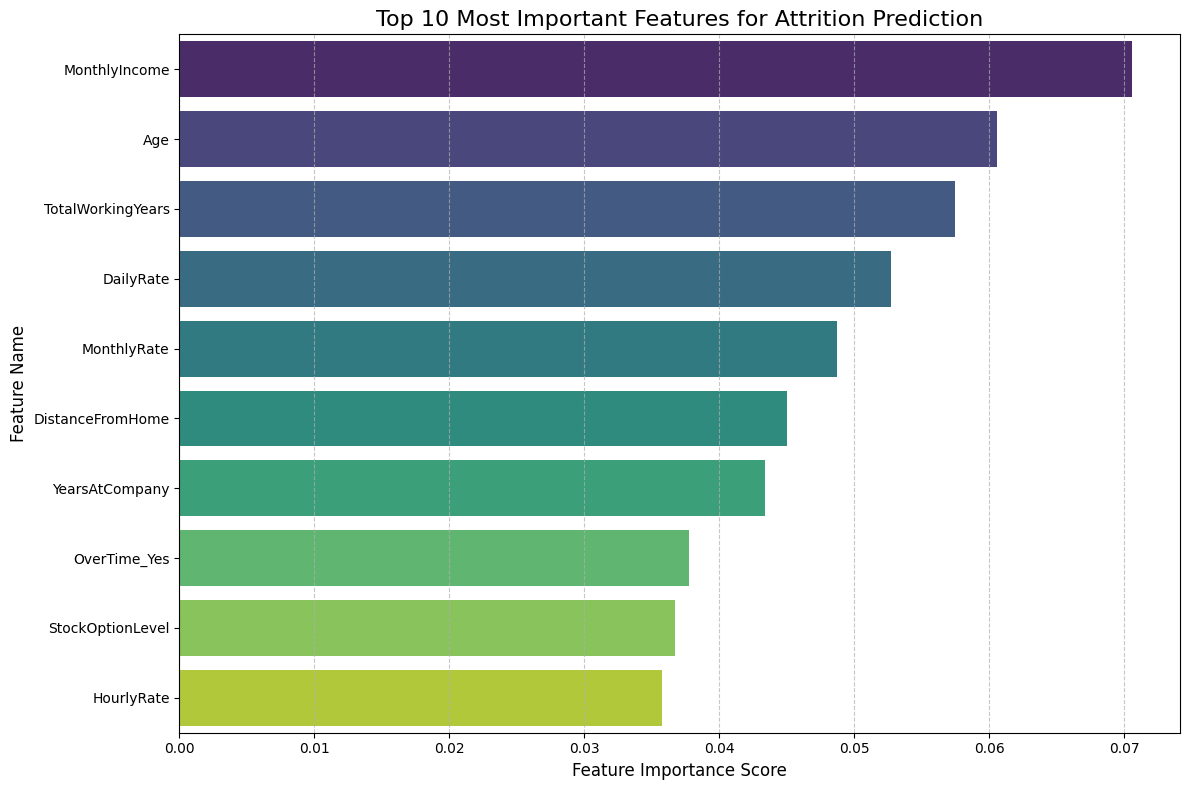 Top 10 Most Important Features for Attrition Prediction
Feature Name
MonthlyIncome
Age
TotalWorkingYears
DailyRate
MonthlyRate
DistanceFromHome
YearsAtCompany
OverTime_Yes
StockOptionLevel
HourlyRate
0.00 0.01 0.02 0.03 0.04 0.05 0.06 0.07
Feature Importance Score